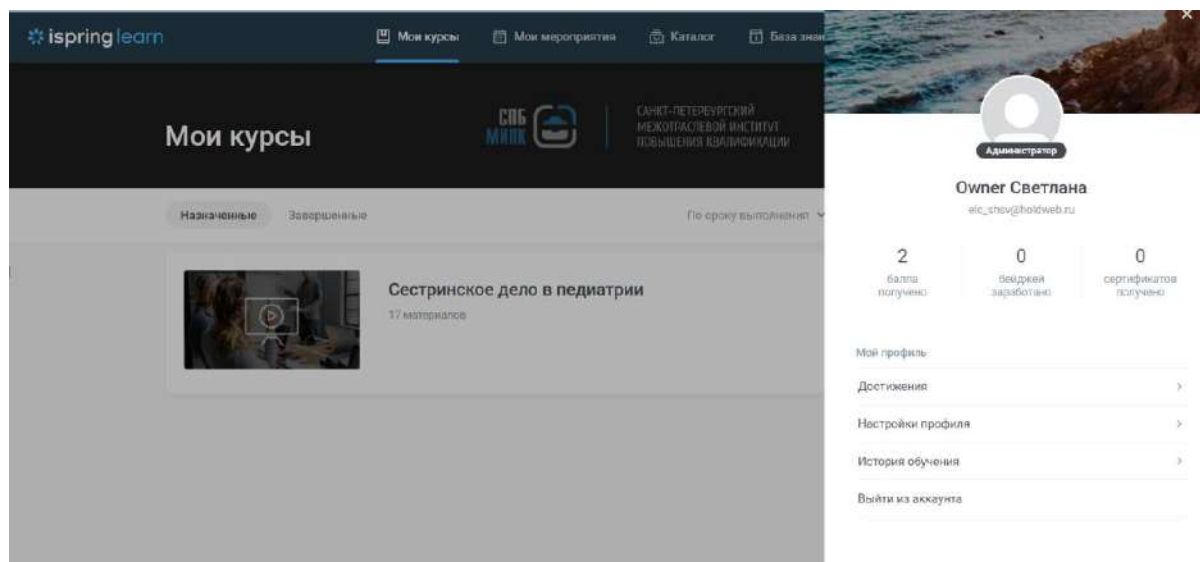 ispring learn
Мои курсы
Мои мероприятия
Каталог
База знан
Мои курсы
СПБ
МИПК
САНКТ-ПЕТЕРБУРГСКИЙ
МЕЖОТРАСЛЕВОЙ ИНСТИТУТ
ПОВЫШЕНИЯ КВАЛИФИКАЦИИ
Назначенные
Завершенные
По сроку выполнения
Сестринское дело в педиатрии
17 материалов
Администратор
Owner Светлана
2
балла
получено
0
бейджей
заработано
0
сертификатов
получено
Мой профиль
Достижения
Настройки профиля
История обучения
Выйти из аккаунта